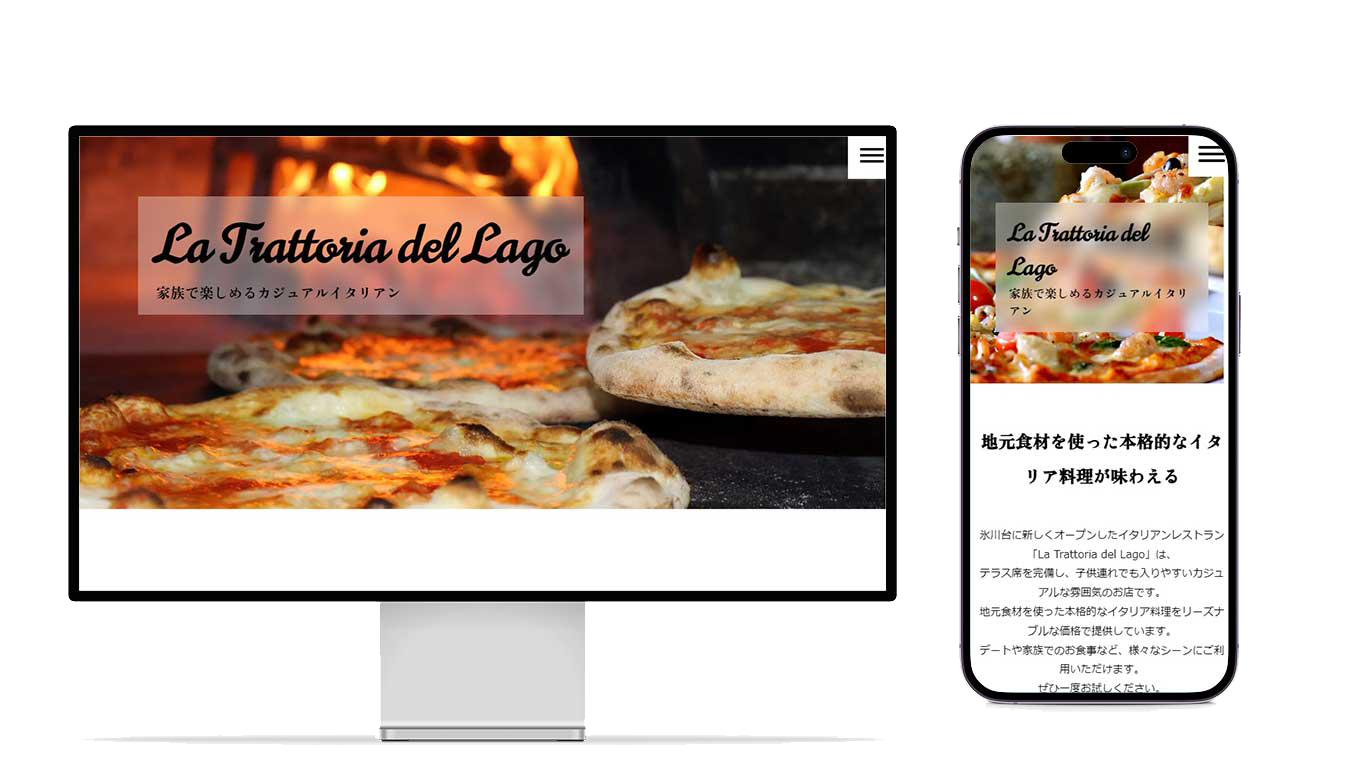 La Trattoria del Lago
家族で楽しめるカジュアルイタリアン
La Trattoria del
Lago
家族で楽しめるカジュアルイタリ
アン
地元食材を使った本格的なイタ
リア料理が味わえる
氷川台に新しくオープンしたイタリアンレストラン
「La Trattoria del Lago」は、
テラス席を完備し、子供連れでも入りやすいカジュ
アルな雰囲気のお店です。
地元食材を使った本格的なイタリア料理をリーズナ
ブルな価格で提供しています。
デートや家族でのお食事など、様々なシーンにご利
用いただけます。
ぜひ一度お試しください。